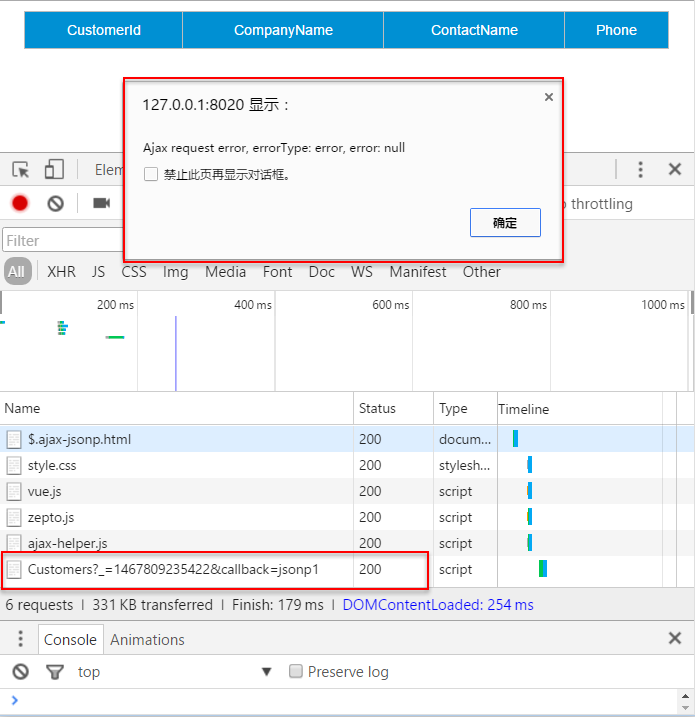 CustomerId CompanyName ContactName Phone
127.0.0.1:8020 显示：
Ajax request error, errorType: error, error: null
禁止此页再显示对话框。
确定
Elem
throttling
Filter
All XHR JS CSS Img Media Font Doc WS Manifest Other
200 ms 400 ms 600 ms 800 ms 1000 ms
Name Status Type Timeline
$.ajax-jsonp.html 200 docum...
style.css 200 stylesh...
vue.js 200 script
zepto.js 200 script
ajax-helper.js 200 script
Customers?_=1467809235422&callback=jsonp1 200 script
6 requests | 331 KB transferred | Finish: 179 ms | DOMContentLoaded: 254 ms
Console Animations
top Preserve log